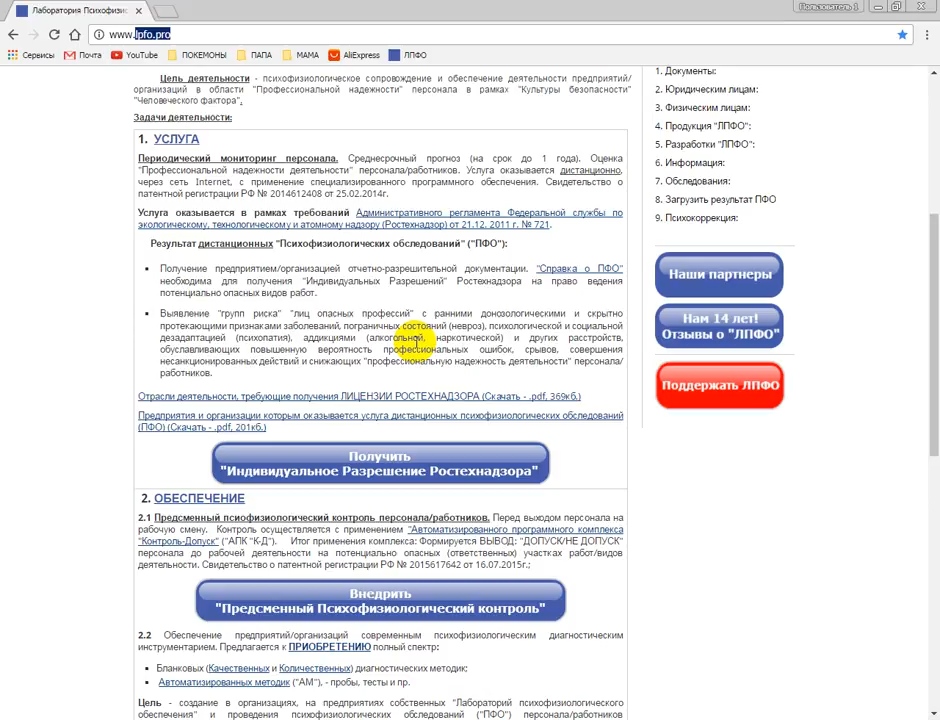 Лаборатория Психофизис
Пользователь 1
www.lpfo.pro
Сервисы
Почта
YouTube
ПОКЕМОНЫ
ПАПА
МАМА
AliExpress
ЛПФО
Цель деятельности - психофизиологическое сопровождение и обеспечение деятельности предприятий/
организаций в области "Профессиональной надежности" персонала в рамках "Культуры безопасности"
"Человеческого фактора".
Задачи деятельности:
1. УСЛУГА
Периодический мониторинг персонала. Среднесрочный прогноз (на срок до 1 года). Оценка
"Профессиональной надежности деятельности" персонала/работников. Услуга оказывается дистанционно,
через сеть Internet, с применение специализированного программного обеспечения. Свидетельство о
патентной регистрации РФ № 2014612408 от 25.02.2014г.
Услуга оказывается в рамках требований Административного регламента Федеральной службы по
экологическому, технологическому и атомному надзору (Ростехнадзор) от 21.12. 2011 г. № 721.
Результат дистанционных "Психофизиологических обследований" ("ПФО"):
▪ Получение предприятием/организацией отчетно-разрешительной документации. "Справка о ПФО"
необходима для получения "Индивидуальных Разрешений" Ростехнадзора на право ведения
потенциально опасных видов работ.
▪ Выявление "групп риска" "лиц опасных профессий" с ранними донозологическими и скрытно
протекающими признаками заболеваний, пограничных состояний (невроз), психологической и социальной
дезадаптацией (психопатия), аддикциями (алкогольной, наркотической) и других расстройств,
обуславливающих повышенную вероятность профессиональных ошибок, срывов, совершения
несанкционированных действий и снижающих "профессиональную надежность деятельности" персонала/
работников.
Отрасли деятельности, требующие получения ЛИЦЕНЗИИ РОСТЕХНАДЗОРА (Скачать - .pdf, 369кб.)
Предприятия и организации которым оказывается услуга дистанционных психофизиологических обследований
(ПФО) (Скачать - .pdf, 201кб.)
Получить
"Индивидуальное Разрешение Ростехнадзора"
2. ОБЕСПЕЧЕНИЕ
2.1 Предсменный псиофизиологический контроль персонала/работников. Перед выходом персонала на
рабочую смену. Контроль осуществляется с применением "Автоматизированного программного комплекса
"Контроль-Допуск" ("АПК "К-Д"). Итог применения комплекса: Формируется ВЫВОД: "ДОПУСК/НЕ ДОПУСК"
персонала до рабочей деятельности на потенциально опасных (ответственных) участках работ/видов
деятельности. Свидетельство о патентной регистрации РФ № 2015617642 от 16.07.2015г.;
Внедрить
"Предсменный Психофизиологический контроль"
2.2 Обеспечение предприятий/организаций современным психофизиологическим диагностическим
инструментарием. Предлагается к ПРИОБРЕТЕНИЮ полный спектр:
▪ Бланковых (Качественных и Количественных) диагностических методик;
▪ Автоматизированных методик ("АМ"), - пробы, тесты и пр.
Цель - создание в организациях, на предприятиях собственных "Лабораторий психофизиологического
обеспечения" и проведения психофизиологических обследований ("ПФО") персонала/работников
1. Документы:
2. Юридическим лицам:
3. Физическим лицам:
4. Продукция "ЛПФО":
5. Разработки "ЛПФО":
6. Информация:
7. Обследования:
8. Загрузить результат ПФО
9. Психокоррекция:
Наши партнеры
Нам 14 лет!
Отзывы о "ЛПФО"
Поддержать ЛПФО